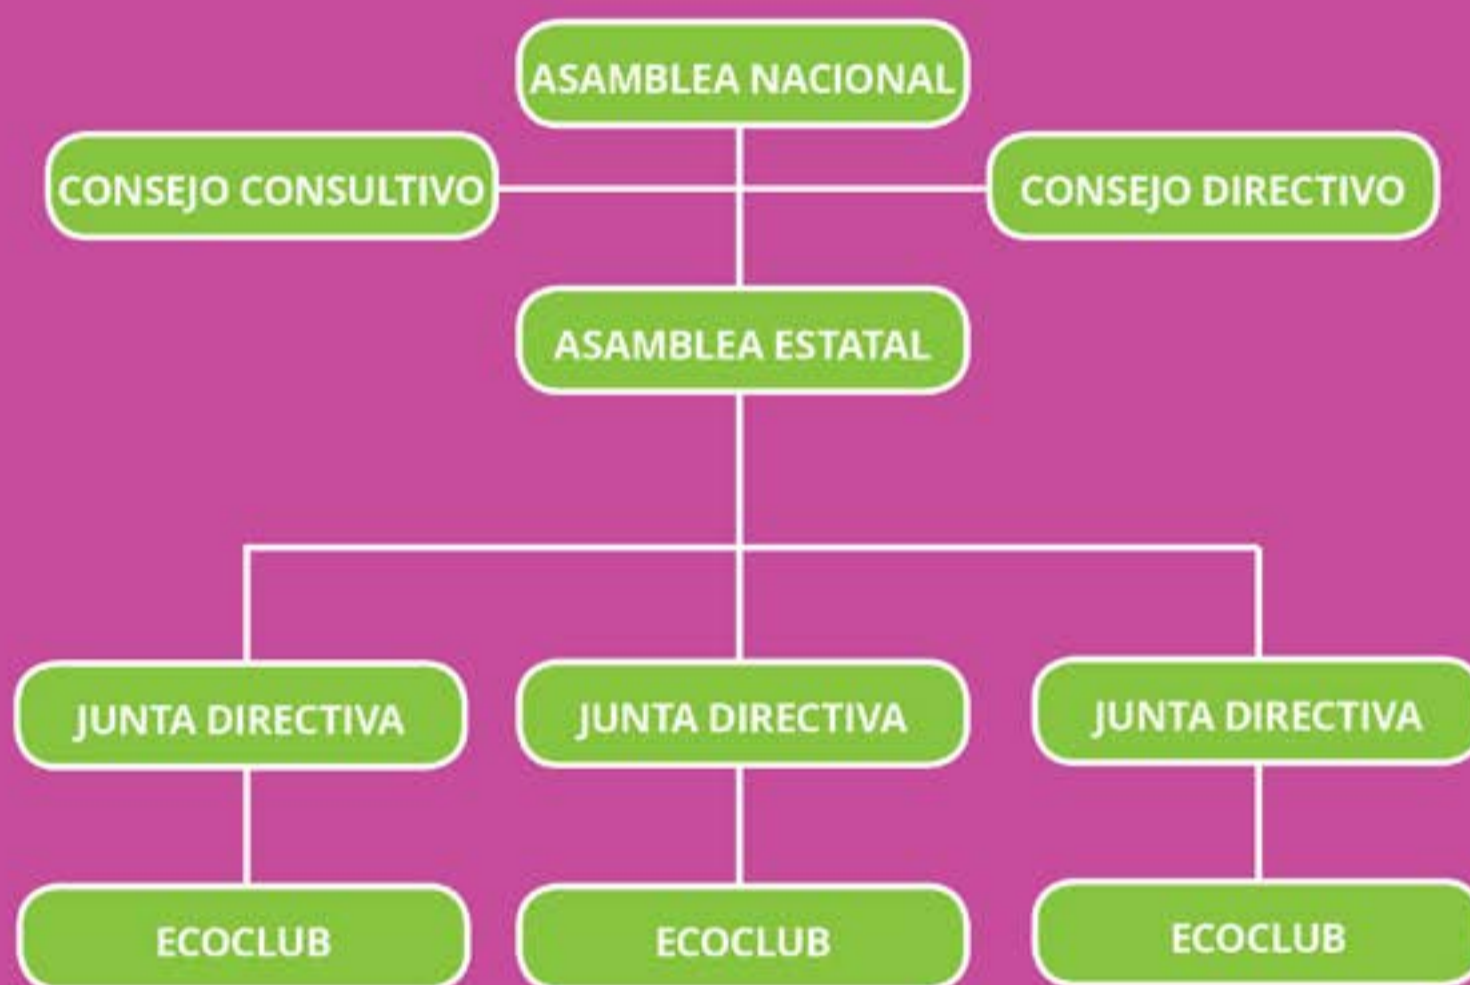 ASAMBLEA NACIONAL
CONSEJO CONSULTIVO
CONSEJO DIRECTIVO
ASAMBLEA ESTATAL
JUNTA DIRECTIVA
JUNTA DIRECTIVA
JUNTA DIRECTIVA
ECOCLUB
ECOCLUB
ECOCLUB